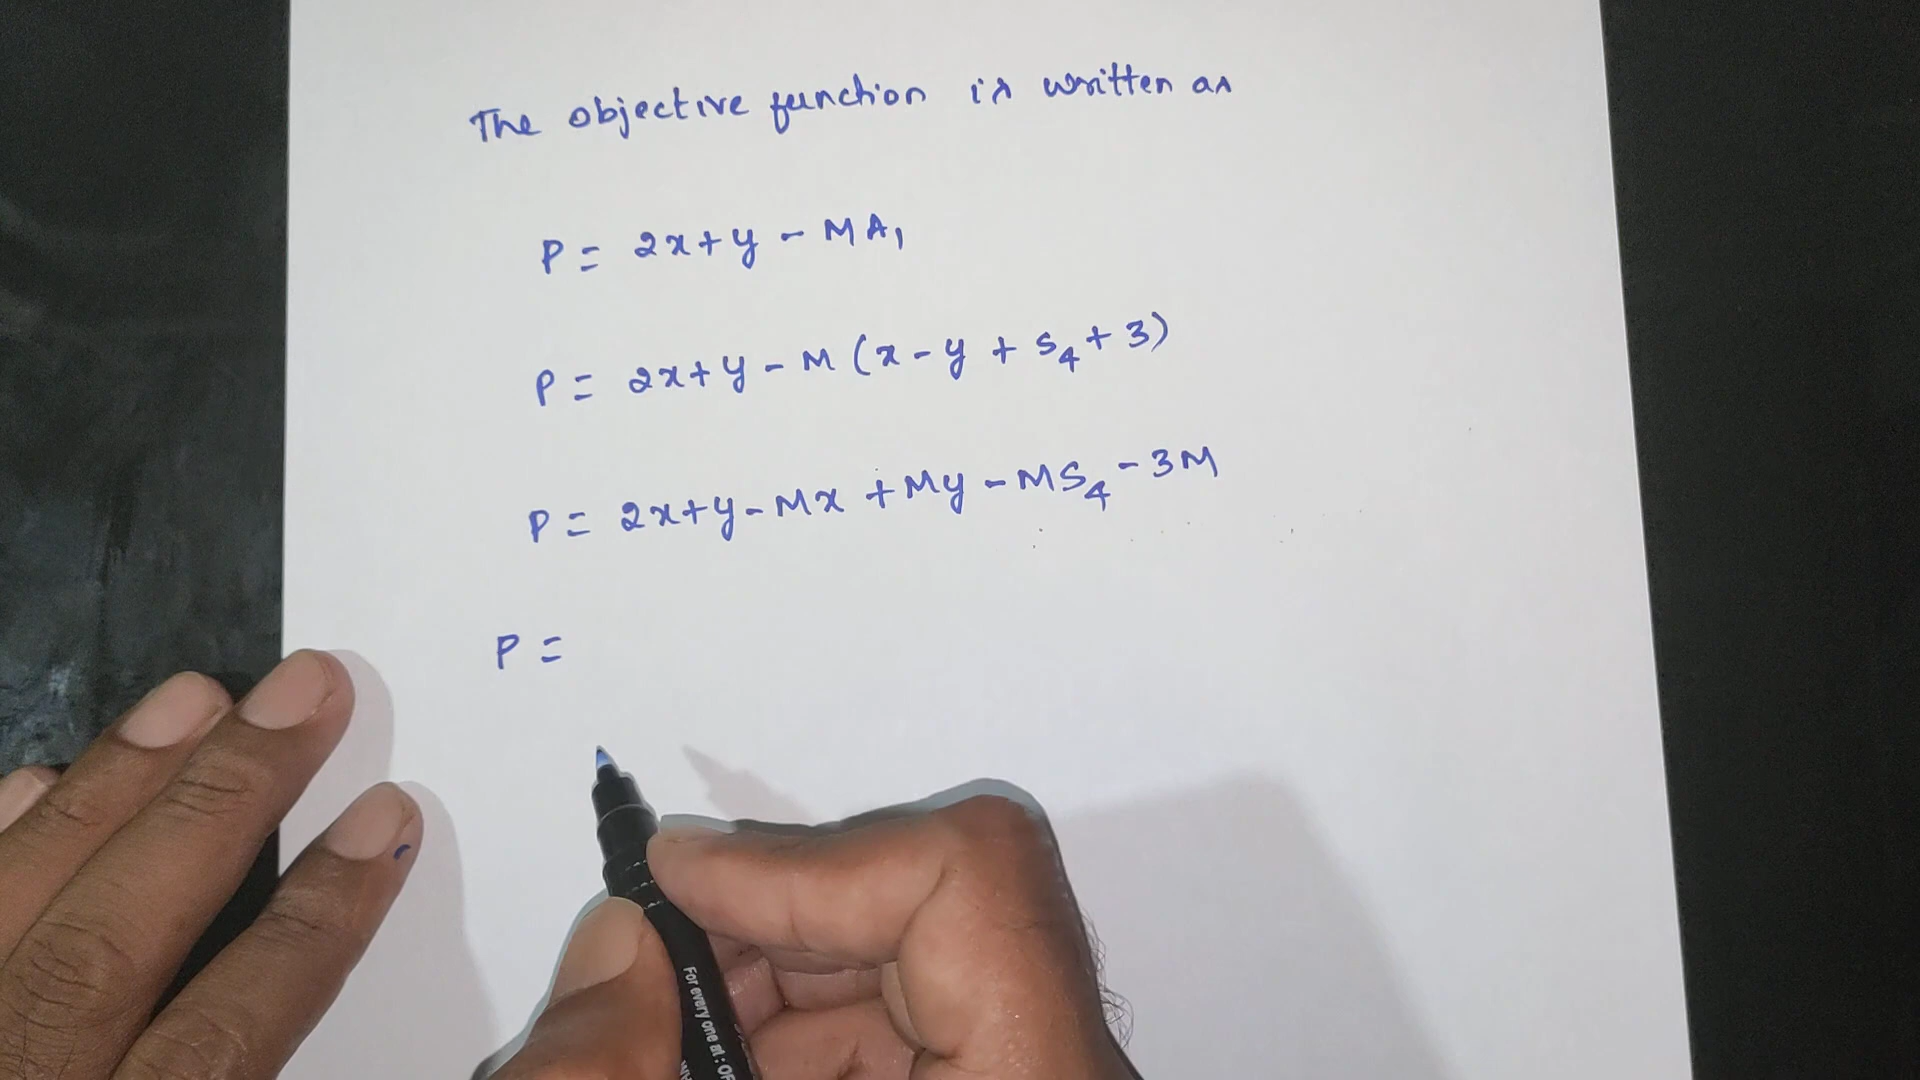 The objective function is written as
P = 2x+y - MA₁
P = 2x+y - M (x-y + S₄+3)
P = 2x+y-Mx +My - MS₄ - 3M
P =
For every one at : OF